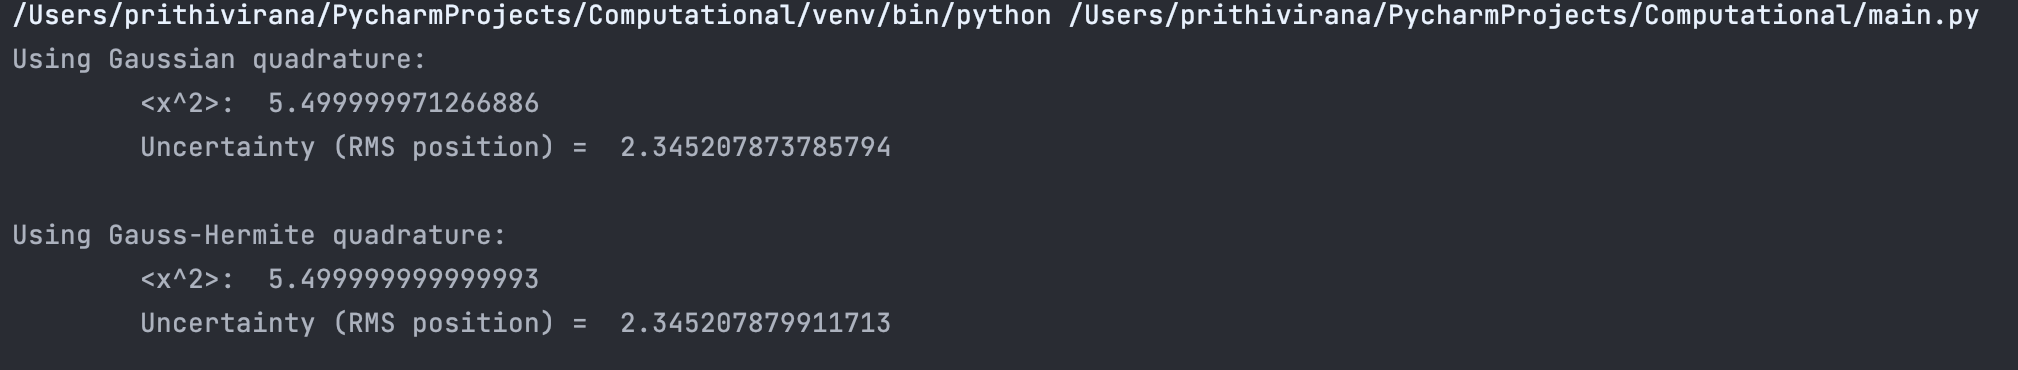 /Users/prithivirana/PycharmProjects/Computational/venv/bin/python /Users/prithivirana/PycharmProjects/Computational/main.py
Using Gaussian quadrature:
<x^2>:  5.499999971266886
Uncertainty (RMS position) =  2.345207873785794
Using Gauss-Hermite quadrature:
<x^2>:  5.499999999999993
Uncertainty (RMS position) =  2.345207879911713